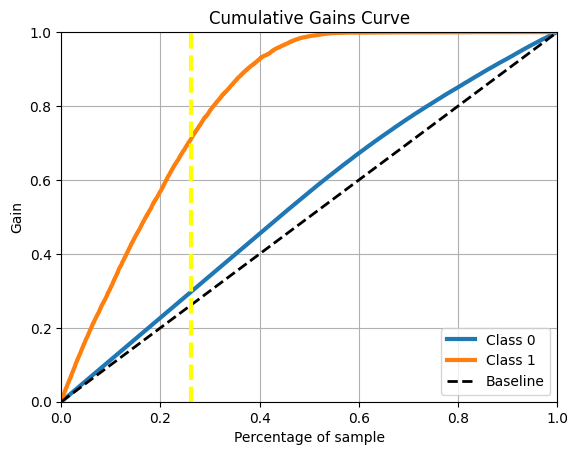 Cumulative Gains Curve
1.0
0.8
0.6
0.4
0.2
0.0
Gain
0.0 0.2 0.4 0.6 0.8 1.0
Percentage of sample
Class 0
Class 1
Baseline